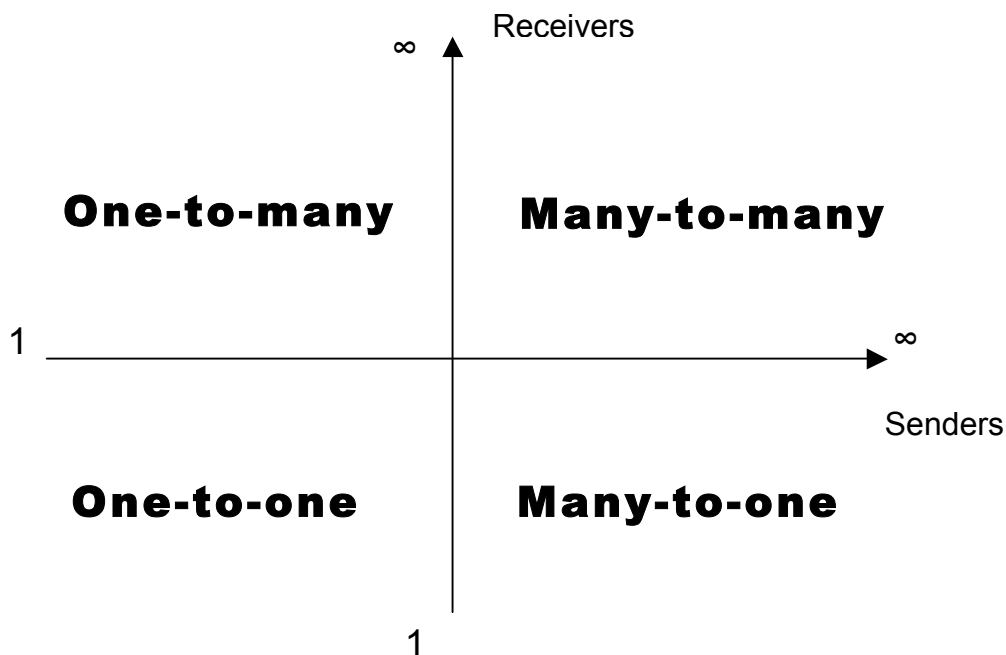 Receivers
∞
One-to-many
Many-to-many
1
∞
Senders
One-to-one
Many-to-one
1